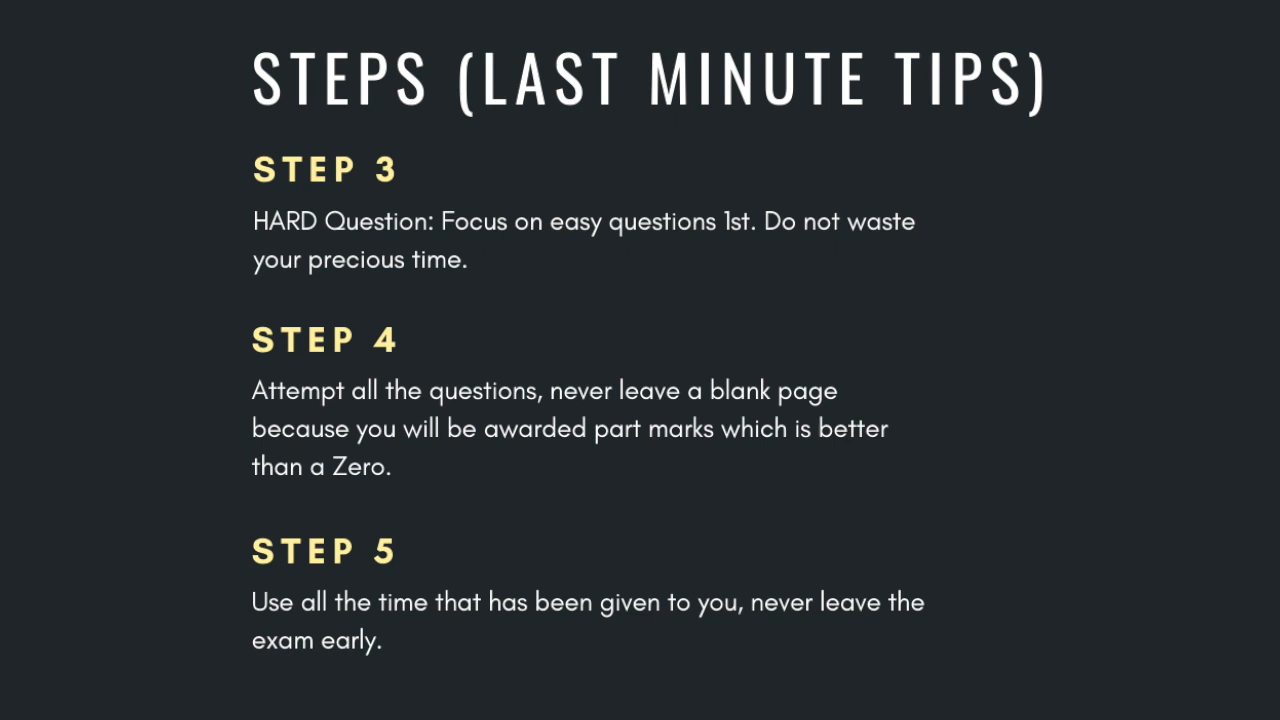 STEPS (LAST MINUTE TIPS)
STEP 3
HARD Question: Focus on easy questions 1st. Do not waste
your precious time.
STEP 4
Attempt all the questions, never leave a blank page
because you will be awarded part marks which is better
than a Zero.
STEP 5
Use all the time that has been given to you, never leave the
exam early.